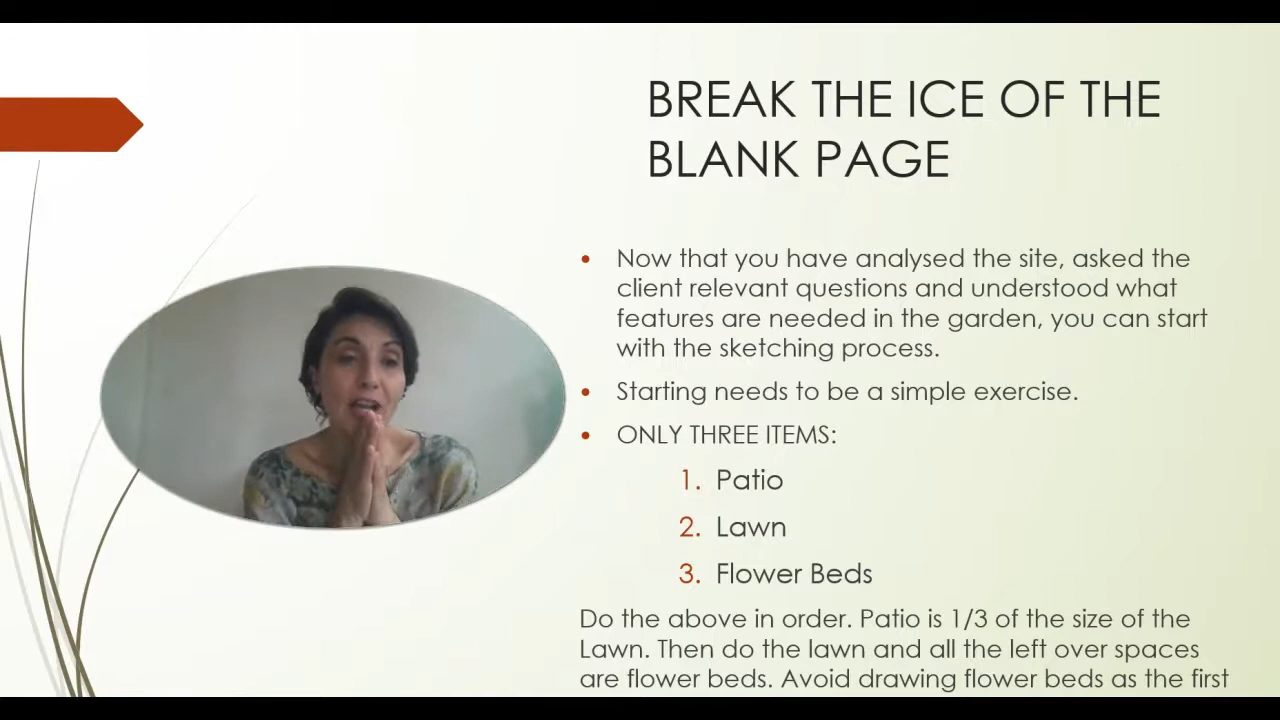 BREAK THE ICE OF THE
BLANK PAGE
• Now that you have analysed the site, asked the
client relevant questions and understood what
features are needed in the garden, you can start
with the sketching process.
• Starting needs to be a simple exercise.
• ONLY THREE ITEMS:
1. Patio
2. Lawn
3. Flower Beds
Do the above in order. Patio is 1/3 of the size of the
Lawn. Then do the lawn and all the left over spaces
are flower beds. Avoid drawing flower beds as the first